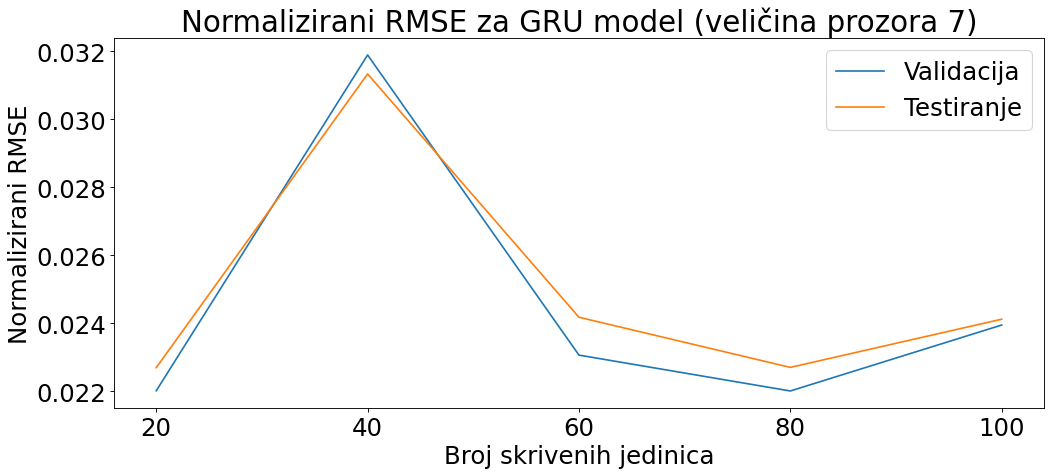 Normalizirani RMSE za GRU model (veličina prozora 7)
Validacija
Testiranje
Normalizirani RMSE
0.032
0.030
0.028
0.026
0.024
0.022
20 40 60 80 100
Broj skrivenih jedinica